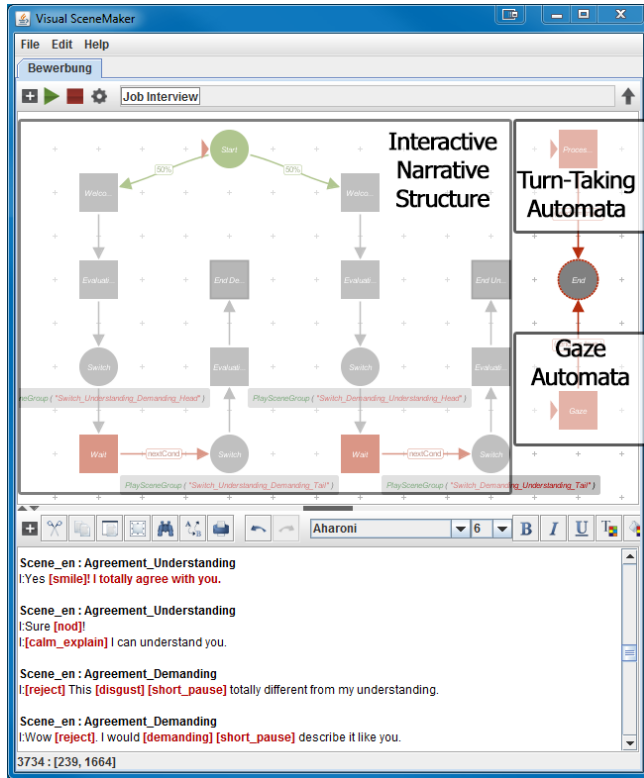 Visual SceneMaker
File Edit Help
Bewerbung
Job Interview
Start
Interactive
Narrative
Structure
Proces...
Turn-Taking
Automata
50%
50%
Welco...
Welco...
Evaluati...
End De...
Evaluati...
End Un...
End
Switch
Evaluati...
Switch
Evaluati...
Gaze
Automata
neGroup ( "Switch_Understanding_Demanding_Head" )
PlaySceneGroup ( "Switch_Demanding_Understanding_Head" )
Gaze
Wait
nextCond
Switch
Wait
nextCond
Switch
PlaySceneGroup ( "Switch_Understanding_Demanding_Tail" )
PlaySceneGroup ( "Switch_Demanding_Understanding_Tail" )
Aharoni 6 B I U T
Scene_en : Agreement_Understanding
I:Yes [smile]! I totally agree with you.
Scene_en : Agreement_Understanding
I:Sure [nod]!
I:[calm_explain] I can understand you.
Scene_en : Agreement_Demanding
I:[reject] This [disgust] [short_pause] totally different from my understanding.
Scene_en : Agreement_Demanding
I:Wow [reject]. I would [demanding] [short_pause] describe it like you.
3734 : [239, 1664]